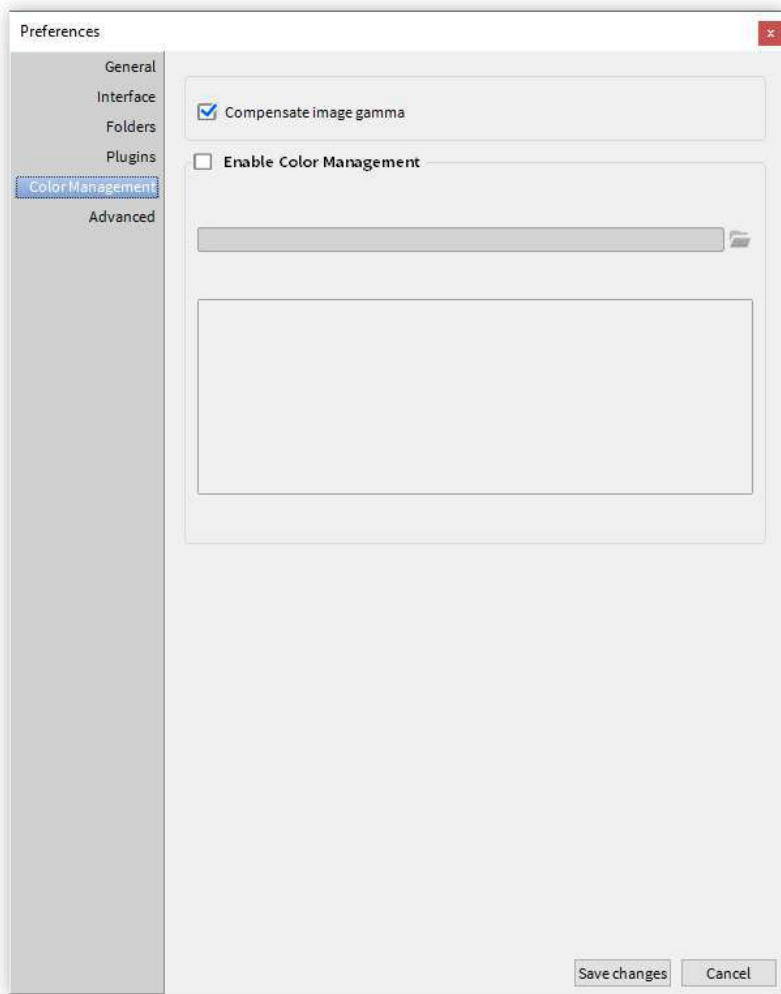 Preferences
x
General
Interface
Folders
Plugins
Color Management
Advanced
Compensate image gamma
Enable Color Management
Save changes
Cancel